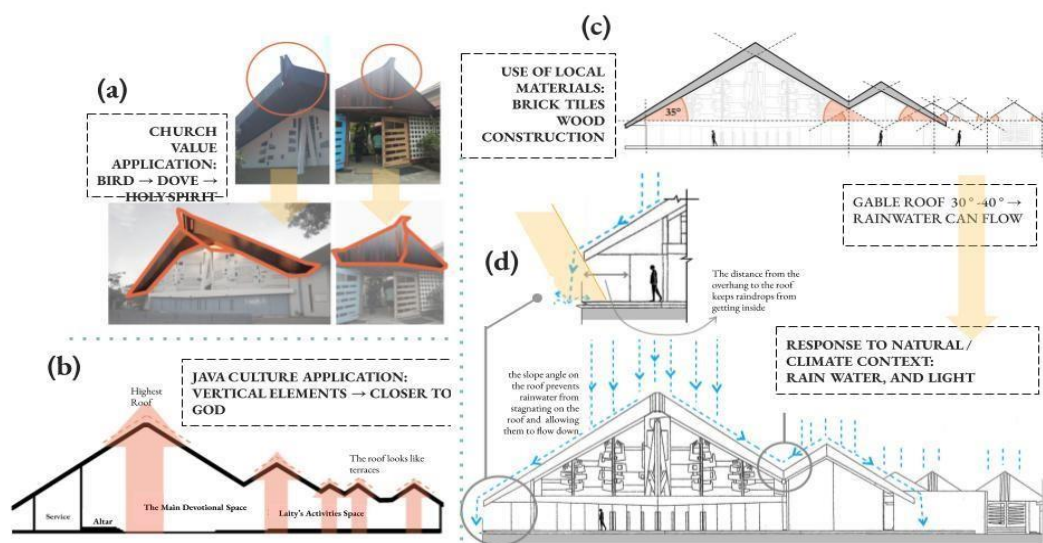 (a)
CHURCH
VALUE
APPLICATION:
BIRD → DOVE →
HOLY SPIRIT
(b)
JAVA CULTURE APPLICATION:
VERTICAL ELEMENTS → CLOSER TO
GOD
Highest
Roof
The roof looks like
terraces
Service
Altar
The Main Devotional Space
Laity's Activities Space
(c)
USE OF LOCAL
MATERIALS:
BRICK TILES
WOOD
CONSTRUCTION
35°
GABLE ROOF 30°-40° →
RAINWATER CAN FLOW
(d)
The distance from the
overhang to the roof
keeps raindrops from
getting inside
RESPONSE TO NATURAL/
CLIMATE CONTEXT:
RAIN WATER, AND LIGHT
the slope angle on
the roof prevents
rainwater from
stagnating on the
roof and allowing
them to flow down